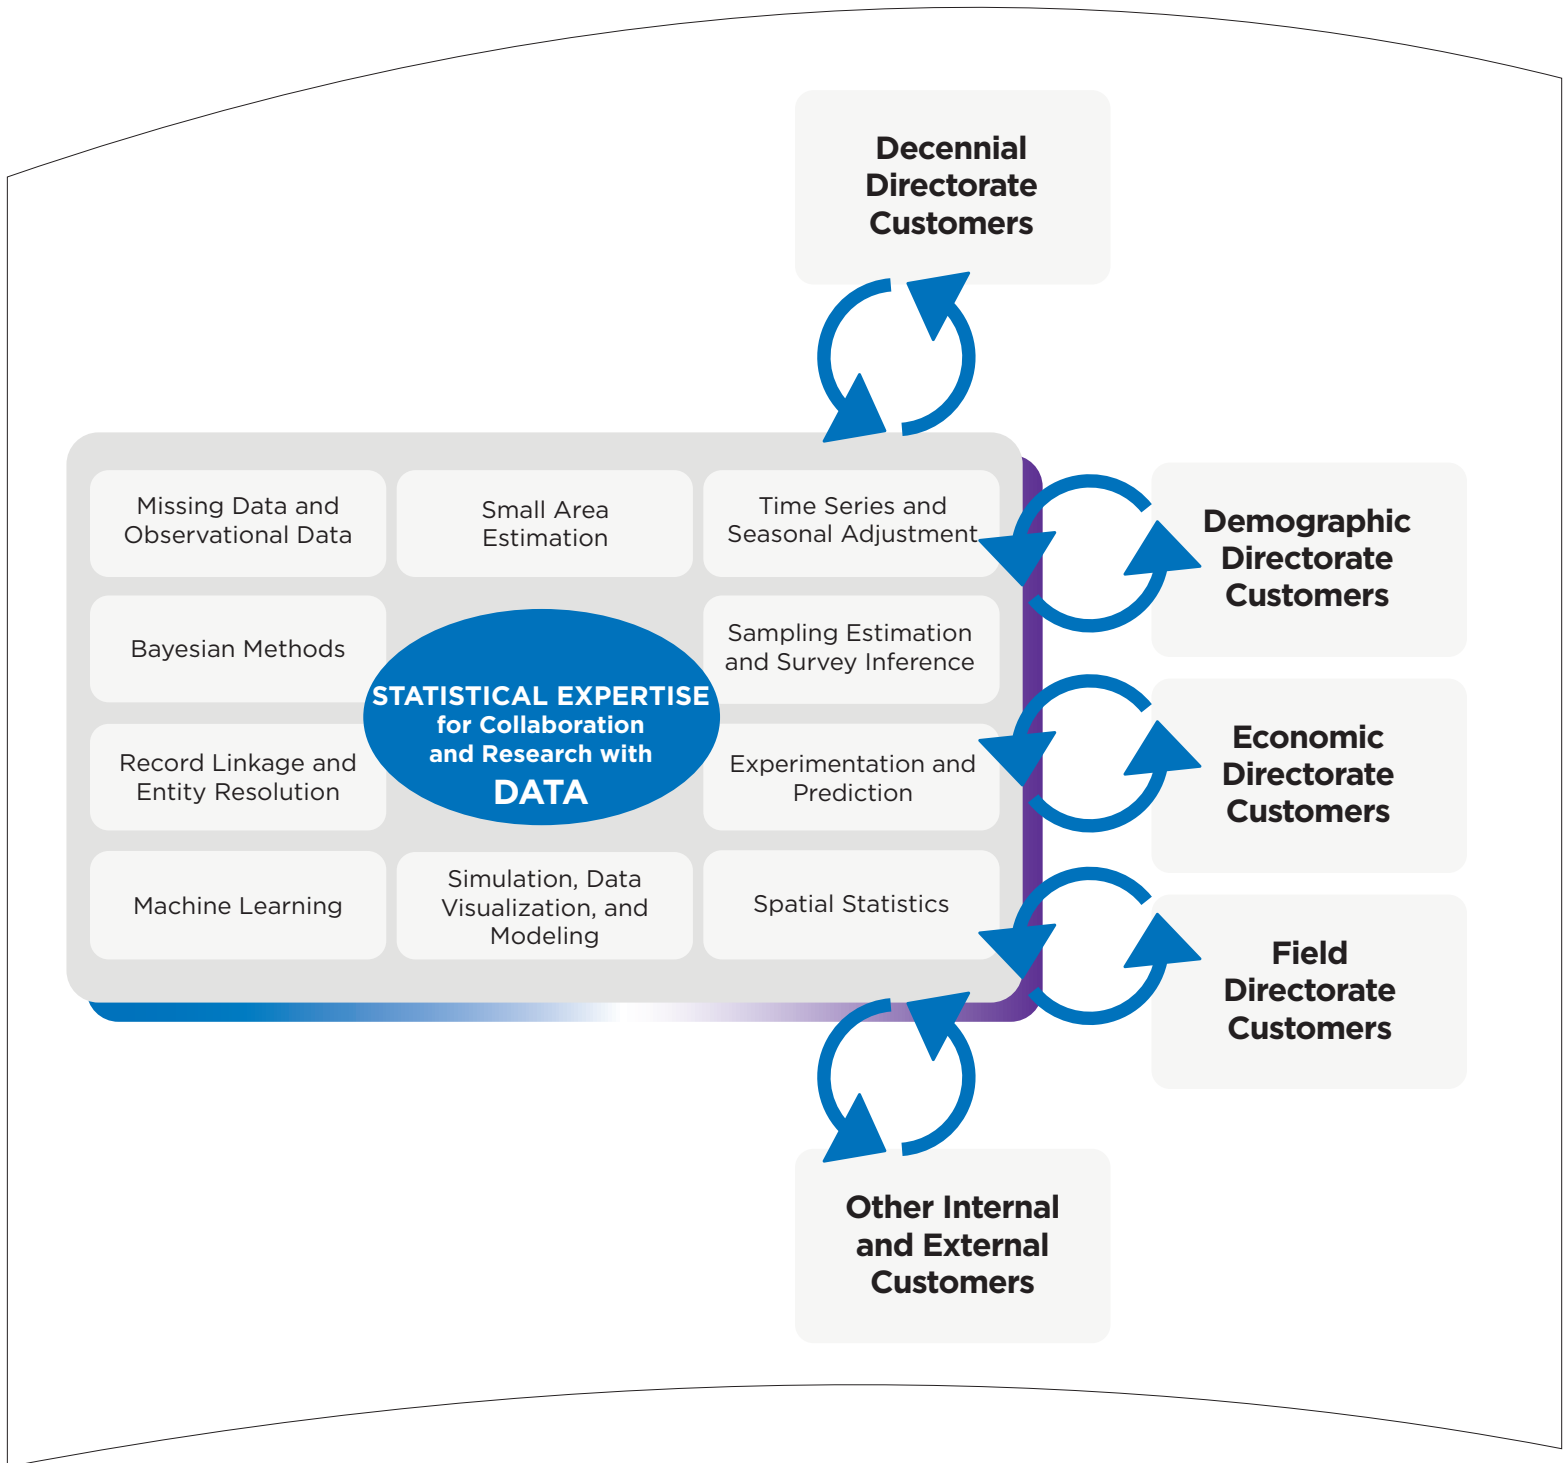 Decennial
Directorate
Customers
Missing Data and
Observational Data
Small Area
Estimation
Time Series and
Seasonal Adjustment
Bayesian Methods
Sampling Estimation
and Survey Inference
STATISTICAL EXPERTISE
for Collaboration
and Research with
DATA
Record Linkage and
Entity Resolution
Experimentation and
Prediction
Machine Learning
Simulation, Data
Visualization, and
Modeling
Spatial Statistics
Demographic
Directorate
Customers
Economic
Directorate
Customers
Field
Directorate
Customers
Other Internal
and External
Customers